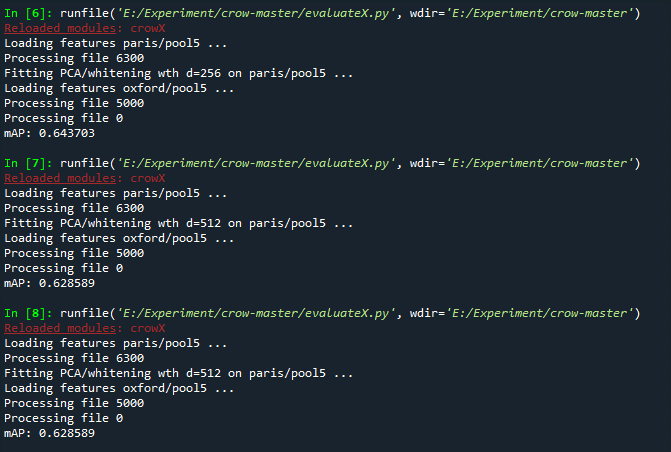 In [6]: runfile('E:/Experiment/crow-master/evaluateX.py', wdir='E:/Experiment/crow-master')
Reloaded modules: crowX
Loading features paris/pool5 ...
Processing file 6300
Fitting PCA/whitening wth d=256 on paris/pool5 ...
Loading features oxford/pool5 ...
Processing file 5000
Processing file 0
mAP: 0.643703
In [7]: runfile('E:/Experiment/crow-master/evaluateX.py', wdir='E:/Experiment/crow-master')
Reloaded modules: crowX
Loading features paris/pool5 ...
Processing file 6300
Fitting PCA/whitening wth d=512 on paris/pool5 ...
Loading features oxford/pool5 ...
Processing file 5000
Processing file 0
mAP: 0.628589
In [8]: runfile('E:/Experiment/crow-master/evaluateX.py', wdir='E:/Experiment/crow-master')
Reloaded modules: crowX
Loading features paris/pool5 ...
Processing file 6300
Fitting PCA/whitening wth d=512 on paris/pool5 ...
Loading features oxford/pool5 ...
Processing file 5000
Processing file 0
mAP: 0.628589